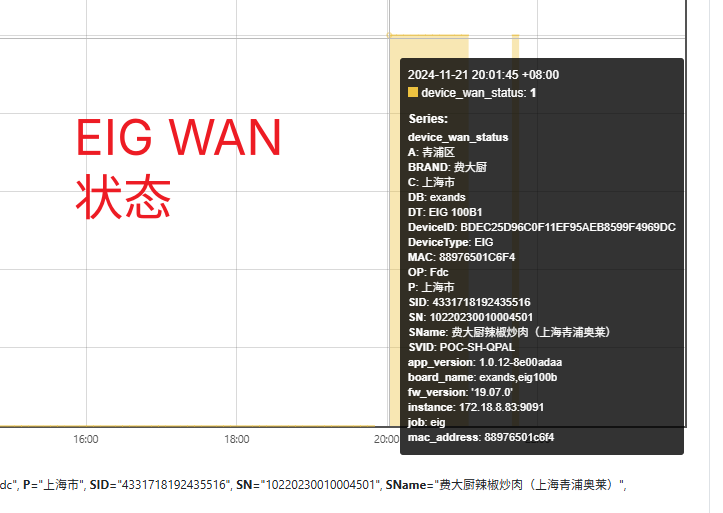 EIG WAN
状态
2024-11-21 20:01:45 +08:00
device_wan_status: 1
Series:
device_wan_status
A: 青浦区
BRAND: 费大厨
C: 上海市
DB: exands
DT: EIG 100B1
DeviceID: BDEC25D96C0F11EF95AEB8599F4969DC
DeviceType: EIG
MAC: 88976501C6F4
OP: Fdc
P: 上海市
SID: 4331718192435516
SN: 10220230010004501
SName: 费大厨辣椒炒肉（上海青浦奥莱）
SVID: POC-SH-QPAL
app_version: 1.0.12-8e00adaa
board_name: exands,eig100b
fw_version: '19.07.0'
instance: 172.18.8.83:9091
job: eig
mac_address: 88976501c6f4
16:00
18:00
20:00
dc", P="上海市", SID="4331718192435516", SN="10220230010004501", SName="费大厨辣椒炒肉（上海青浦奥莱）",